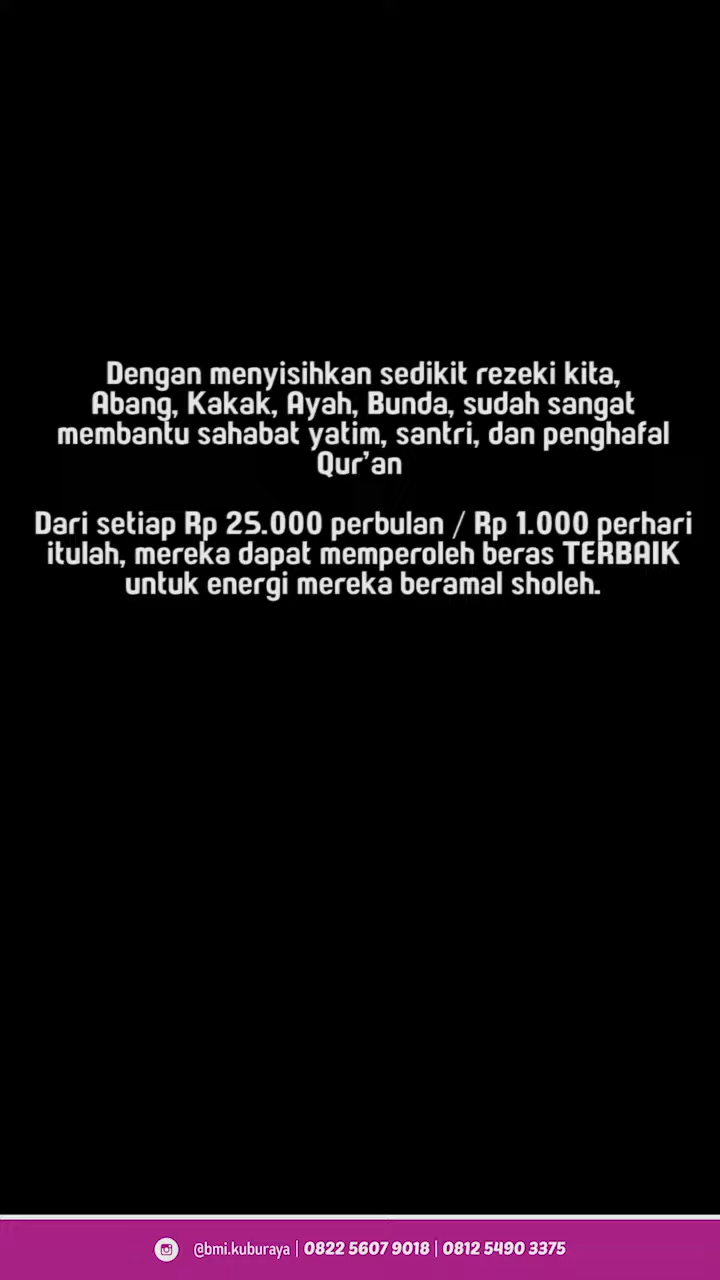 Dengan menyisihkan sedikit rezeki kita,
Abang, Kakak, Ayah, Bunda, sudah sangat
membantu sahabat yatim, santri, dan penghafal
Qur'an
Dari setiap Rp 25.000 perbulan / Rp 1.000 perhari
itulah, mereka dapat memperoleh beras TERBAIK
untuk energi mereka beramal sholeh.
@bmi.kuburaya | 0822 5607 9018 | 0812 5490 3375